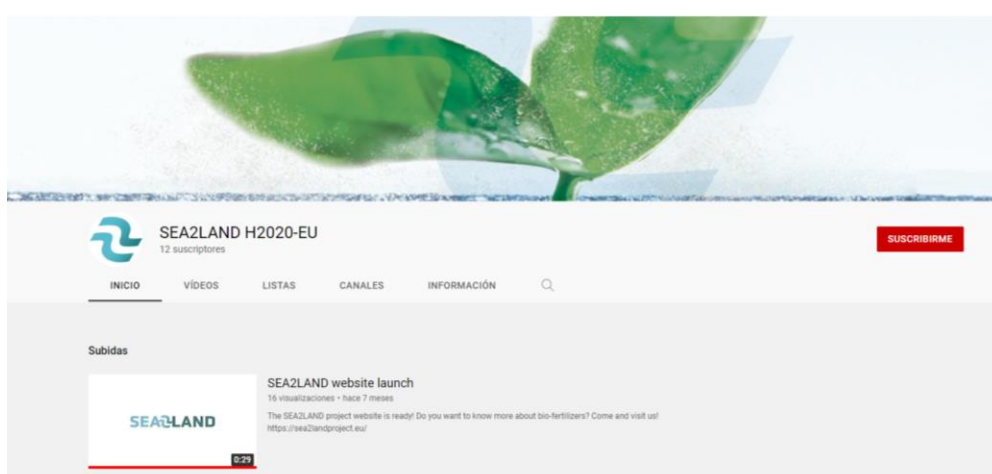 SEA2LAND H2020-EU
12 suscriptores
SUSCRIBIRME
INICIO VÍDEOS LISTAS CANALES INFORMACIÓN
Subidas
SEA2LAND website launch
16 visualizaciones • hace 7 meses
The SEA2LAND project website is ready! Do you want to know more about bio-fertilizers? Come and visit us!
https://sea2landproject.eu/
SEA2LAND
0:29